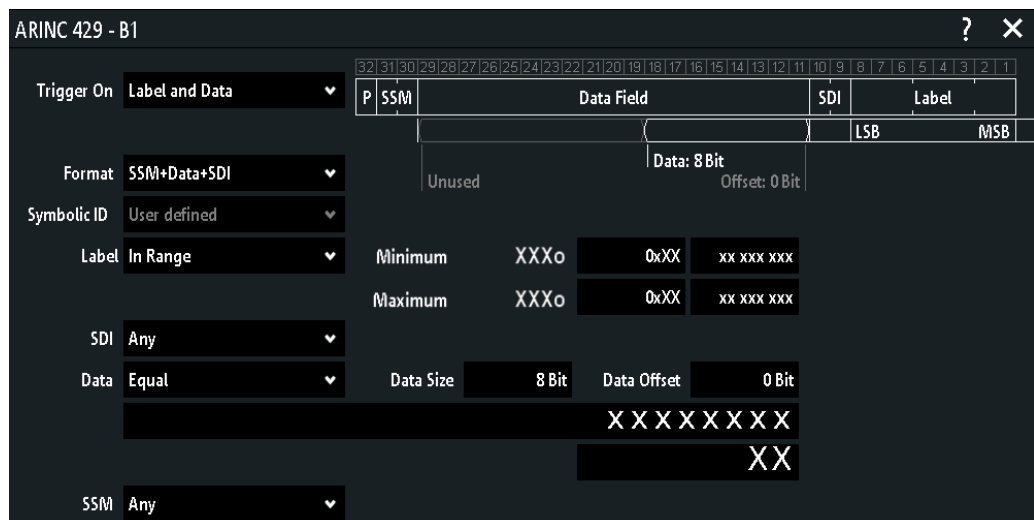 ARINC 429 - B1 ? X
32 31 30 29 28 27 26 25 24 23 22 21 20 19 18 17 16 15 14 13 12 11 10 9 8 7 6 5 4 3 2 1
Trigger On Label and Data P SSM Data Field SDI Label
LSB MSB
Data: 8 Bit
Format SSM+Data+SDI Unused Offset: 0 Bit
Symbolic ID User defined
Label In Range Minimum XXXo 0xXX xx xxx xxx
Maximum XXXo 0xXX xx xxx xxx
SDI Any
Data Equal Data Size 8 Bit Data Offset 0 Bit
X X X X X X X X
XX
SSM Any